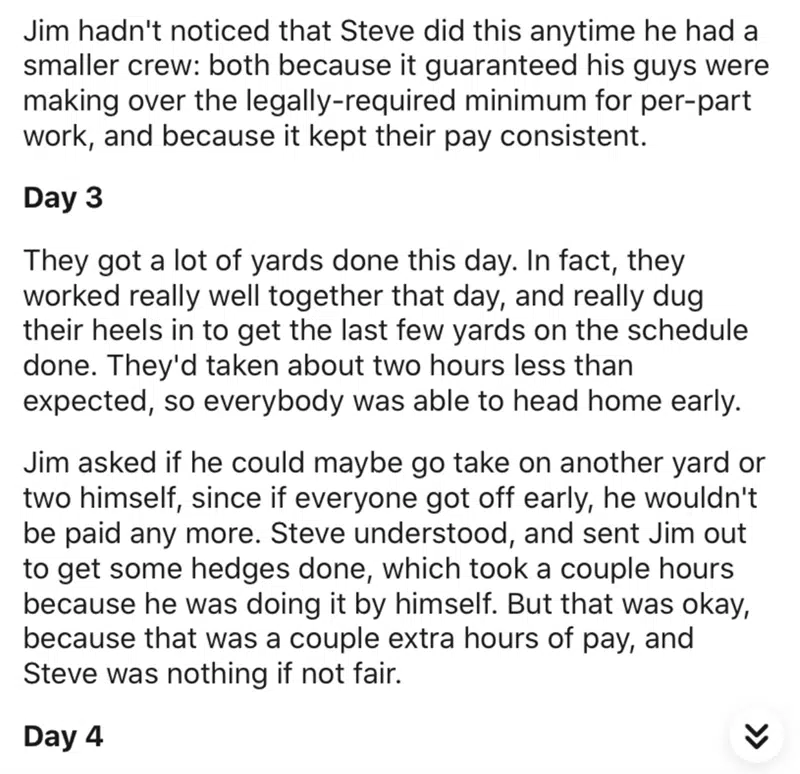 Jim hadn't noticed that Steve did this anytime he had a
smaller crew: both because it guaranteed his guys were
making over the legally-required minimum for per-part
work, and because it kept their pay consistent.
Day 3
They got a lot of yards done this day. In fact, they
worked really well together that day, and really dug
their heels in to get the last few yards on the schedule
done. They'd taken about two hours less than
expected, so everybody was able to head home early.
Jim asked if he could maybe go take on another yard or
two himself, since if everyone got off early, he wouldn't
be paid any more. Steve understood, and sent Jim out
to get some hedges done, which took a couple hours
because he was doing it by himself. But that was okay,
because that was a couple extra hours of pay, and
Steve was nothing if not fair.
Day 4